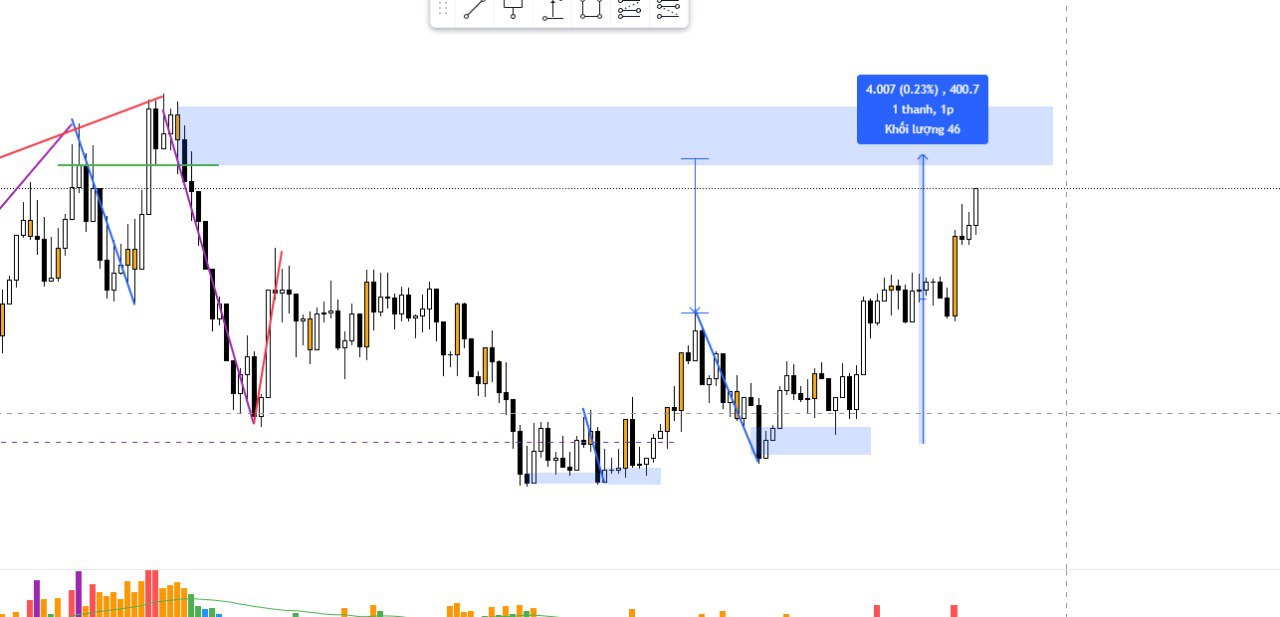 4.007 (0.23%) , 400.7
1 thanh, 1p
Khối lượng 46